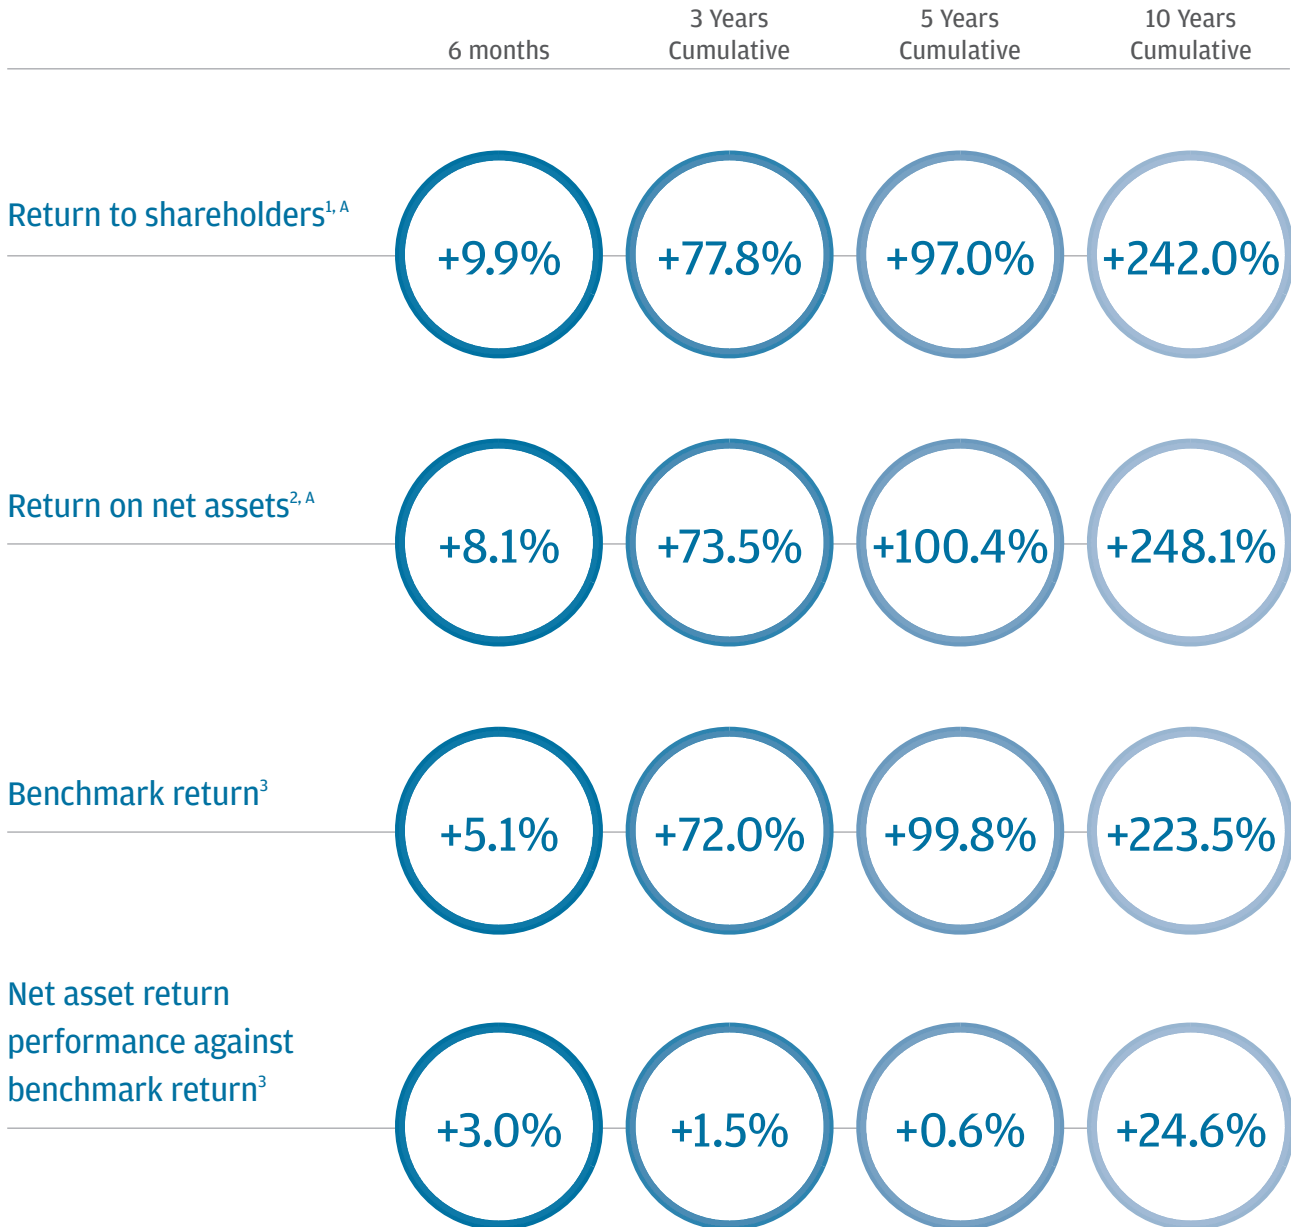 3 Years 5 Years 10 Years
6 months Cumulative Cumulative Cumulative
Return to shareholders1, A
+9.9% +77.8% +97.0% +242.0%
Return on net assets2, A
+8.1% +73.5% +100.4% +248.1%
Benchmark return3
+5.1% +72.0% +99.8% +223.5%
Net asset return
performance against
benchmark return3
+3.0% +1.5% +0.6% +24.6%